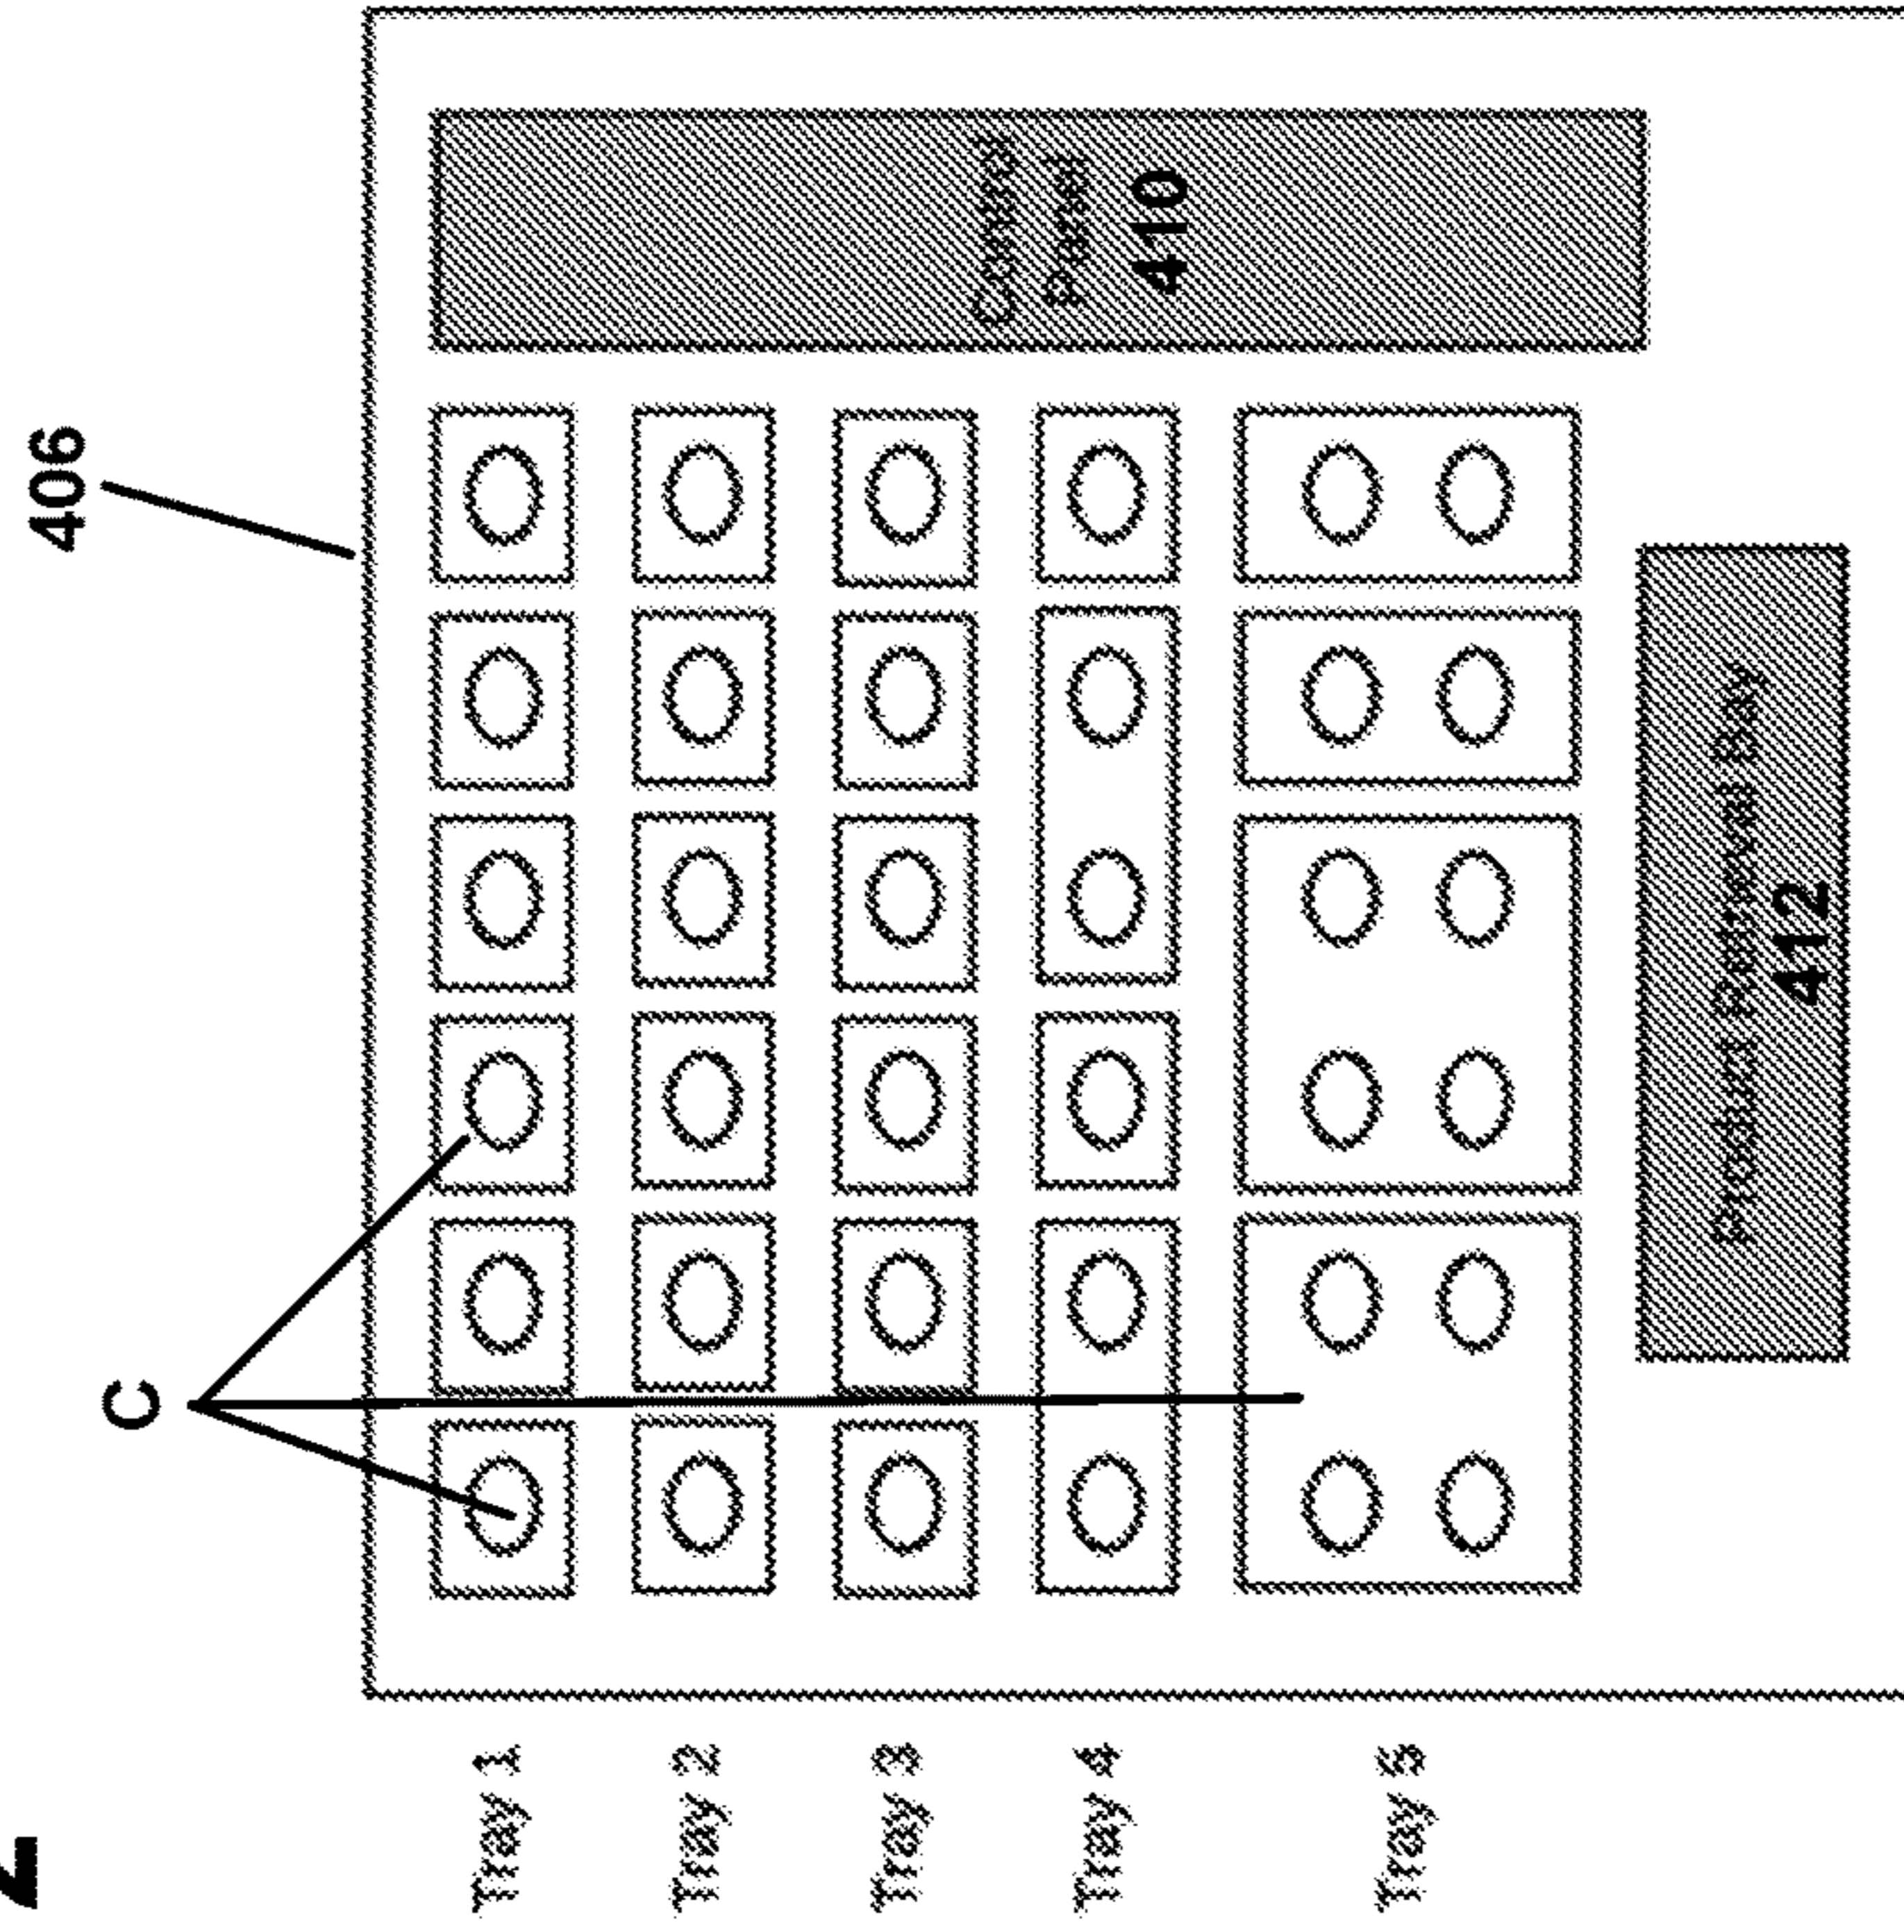 406
C
Tray 1
Tray 2
Tray 3
Tray 4
Tray 5
Control
Panel
410
Product Retrieval Bay
412